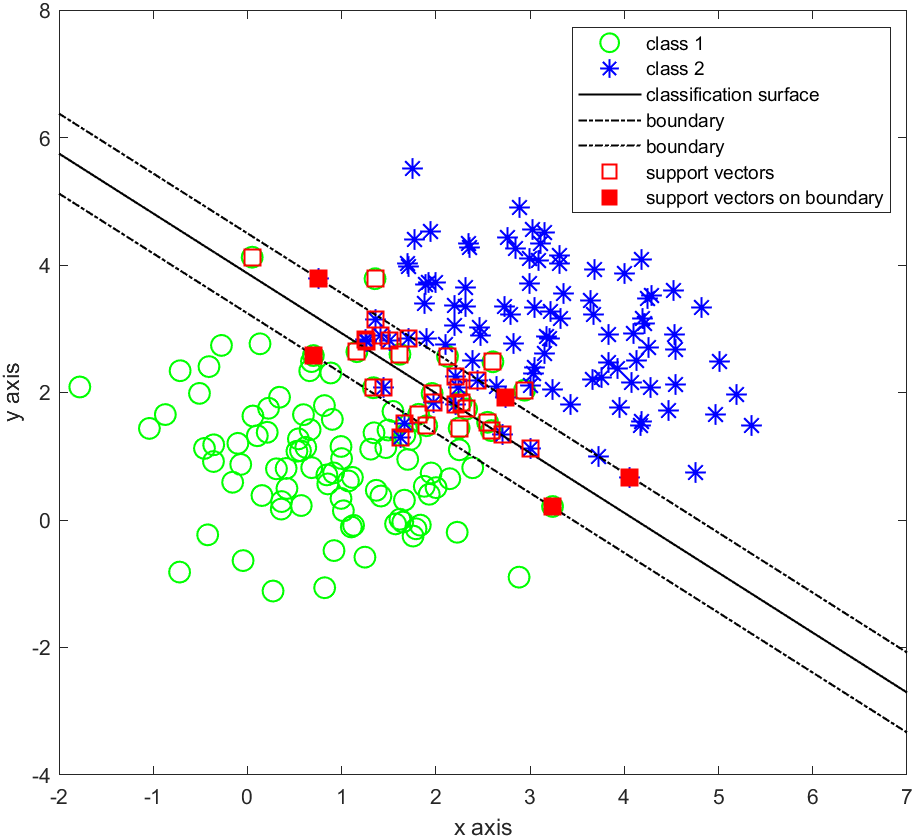 8
6
4
2
0
-2
-4
y axis
class 1
class 2
classification surface
boundary
boundary
support vectors
support vectors on boundary
-2 -1 0 1 2 3 4 5 6 7
x axis